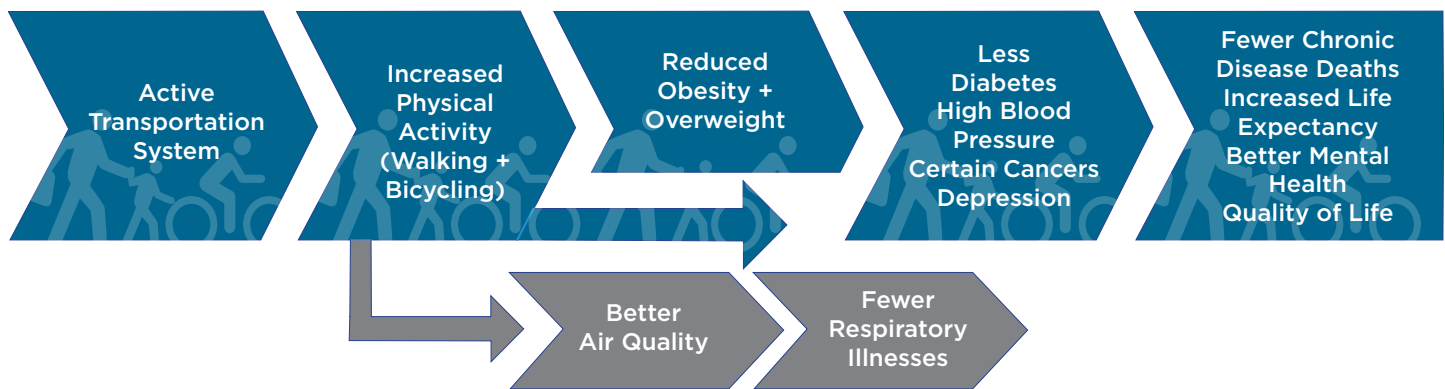 Active
Transportation
System
Increased
Physical
Activity
(Walking +
Bicycling)
Reduced
Obesity +
Overweight
Less
Diabetes
High Blood
Pressure
Certain Cancers
Depression
Fewer Chronic
Disease Deaths
Increased Life
Expectancy
Better Mental
Health
Quality of Life
Better
Air Quality
Fewer
Respiratory
Illnesses